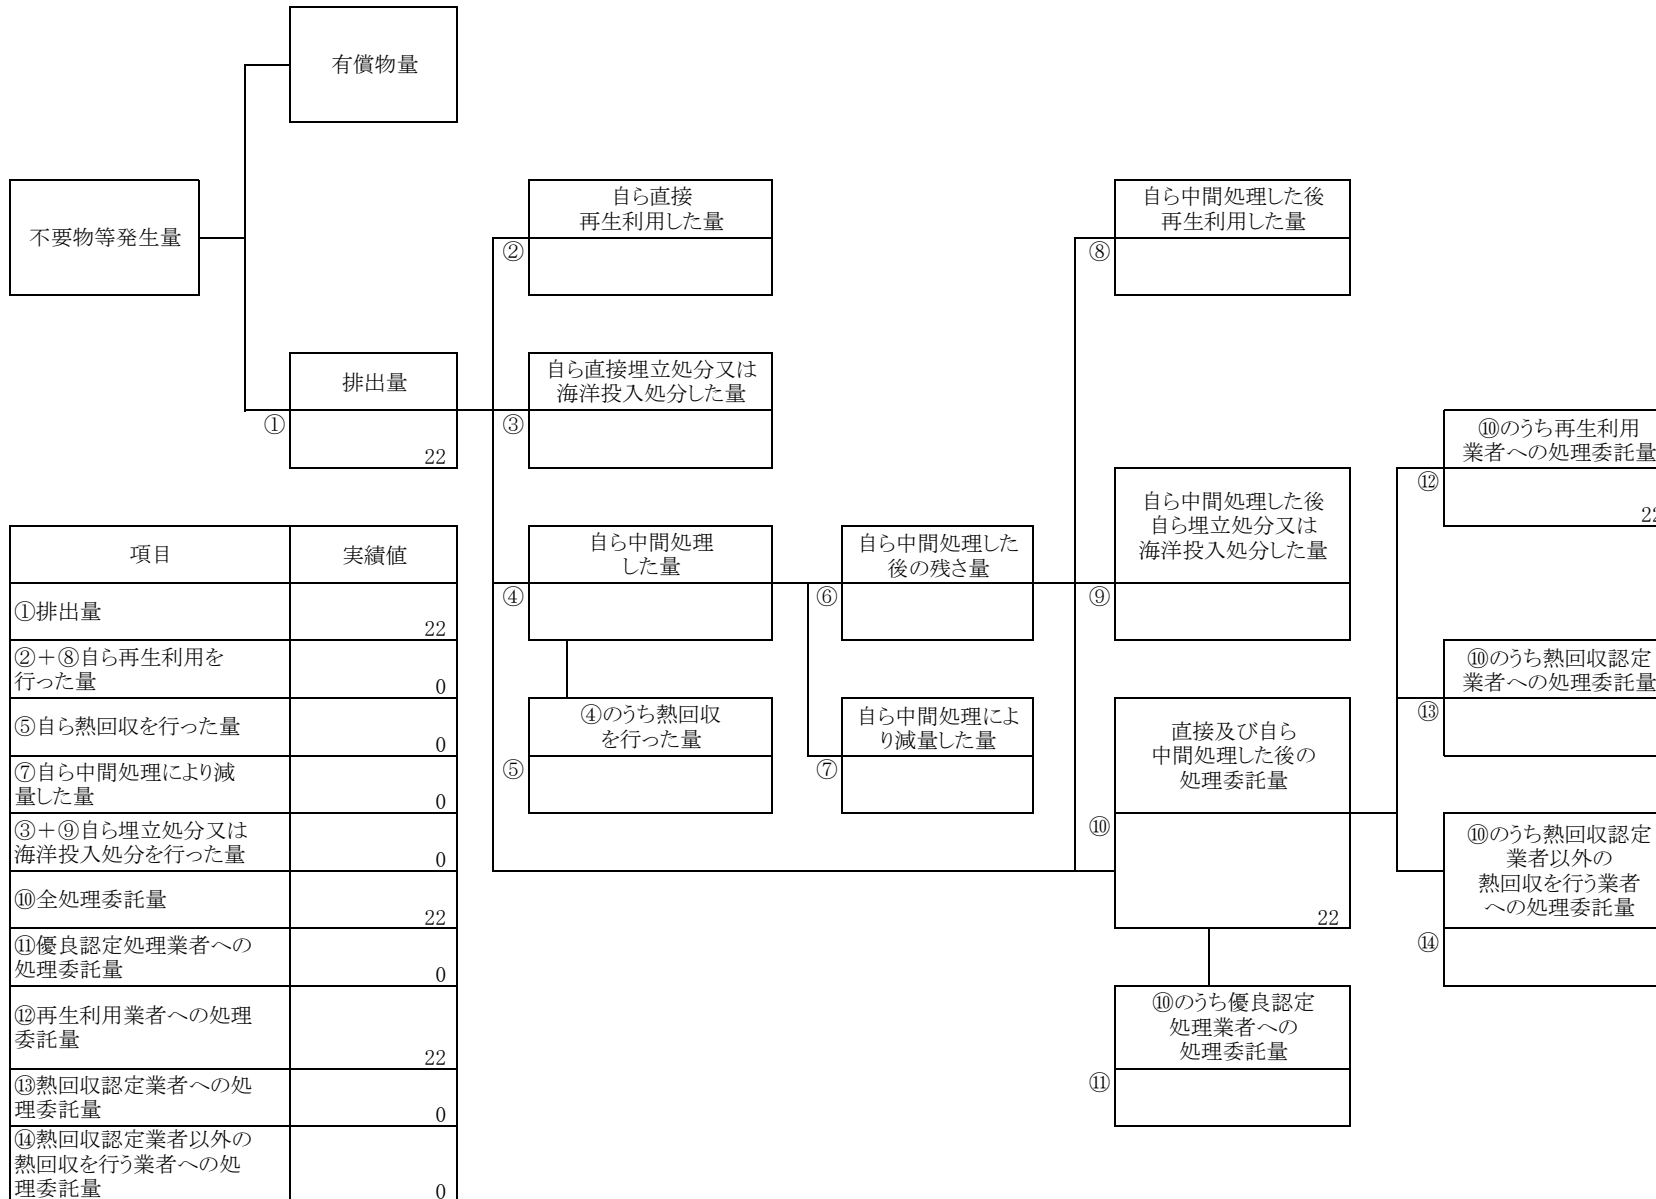 有償物量
不要物等発生量
自ら直接
再生利用した量
②
自ら中間処理した後
再生利用した量
⑧
排出量
①
22
自ら直接埋立処分又は
海洋投入処分した量
③
⑩のうち再生利用
業者への処理委託量
⑫
22
自ら中間処理
した量
④
自ら中間処理した
後の残さ量
⑥
自ら中間処理した後
自ら埋立処分又は
海洋投入処分した量
⑨
④のうち熱回収
を行った量
⑤
自ら中間処理によ
り減量した量
⑦
直接及び自ら
中間処理した後の
処理委託量
⑩
22
⑩のうち熱回収認定
業者への処理委託量
⑬
⑩のうち熱回収認定
業者以外の
熱回収を行う業者
への処理委託量
⑭
⑩のうち優良認定
処理業者への
処理委託量
⑪
項目 実績値
①排出量
22
②+⑧自ら再生利用を
行った量
0
⑤自ら熱回収を行った量
0
⑦自ら中間処理により減
量した量
0
③+⑨自ら埋立処分又は
海洋投入処分を行った量
0
⑩全処理委託量
22
⑪優良認定処理業者への
処理委託量
0
⑫再生利用業者への処理
委託量
22
⑬熱回収認定業者への処
理委託量
0
⑭熱回収認定業者以外の
熱回収を行う業者への処
理委託量
0